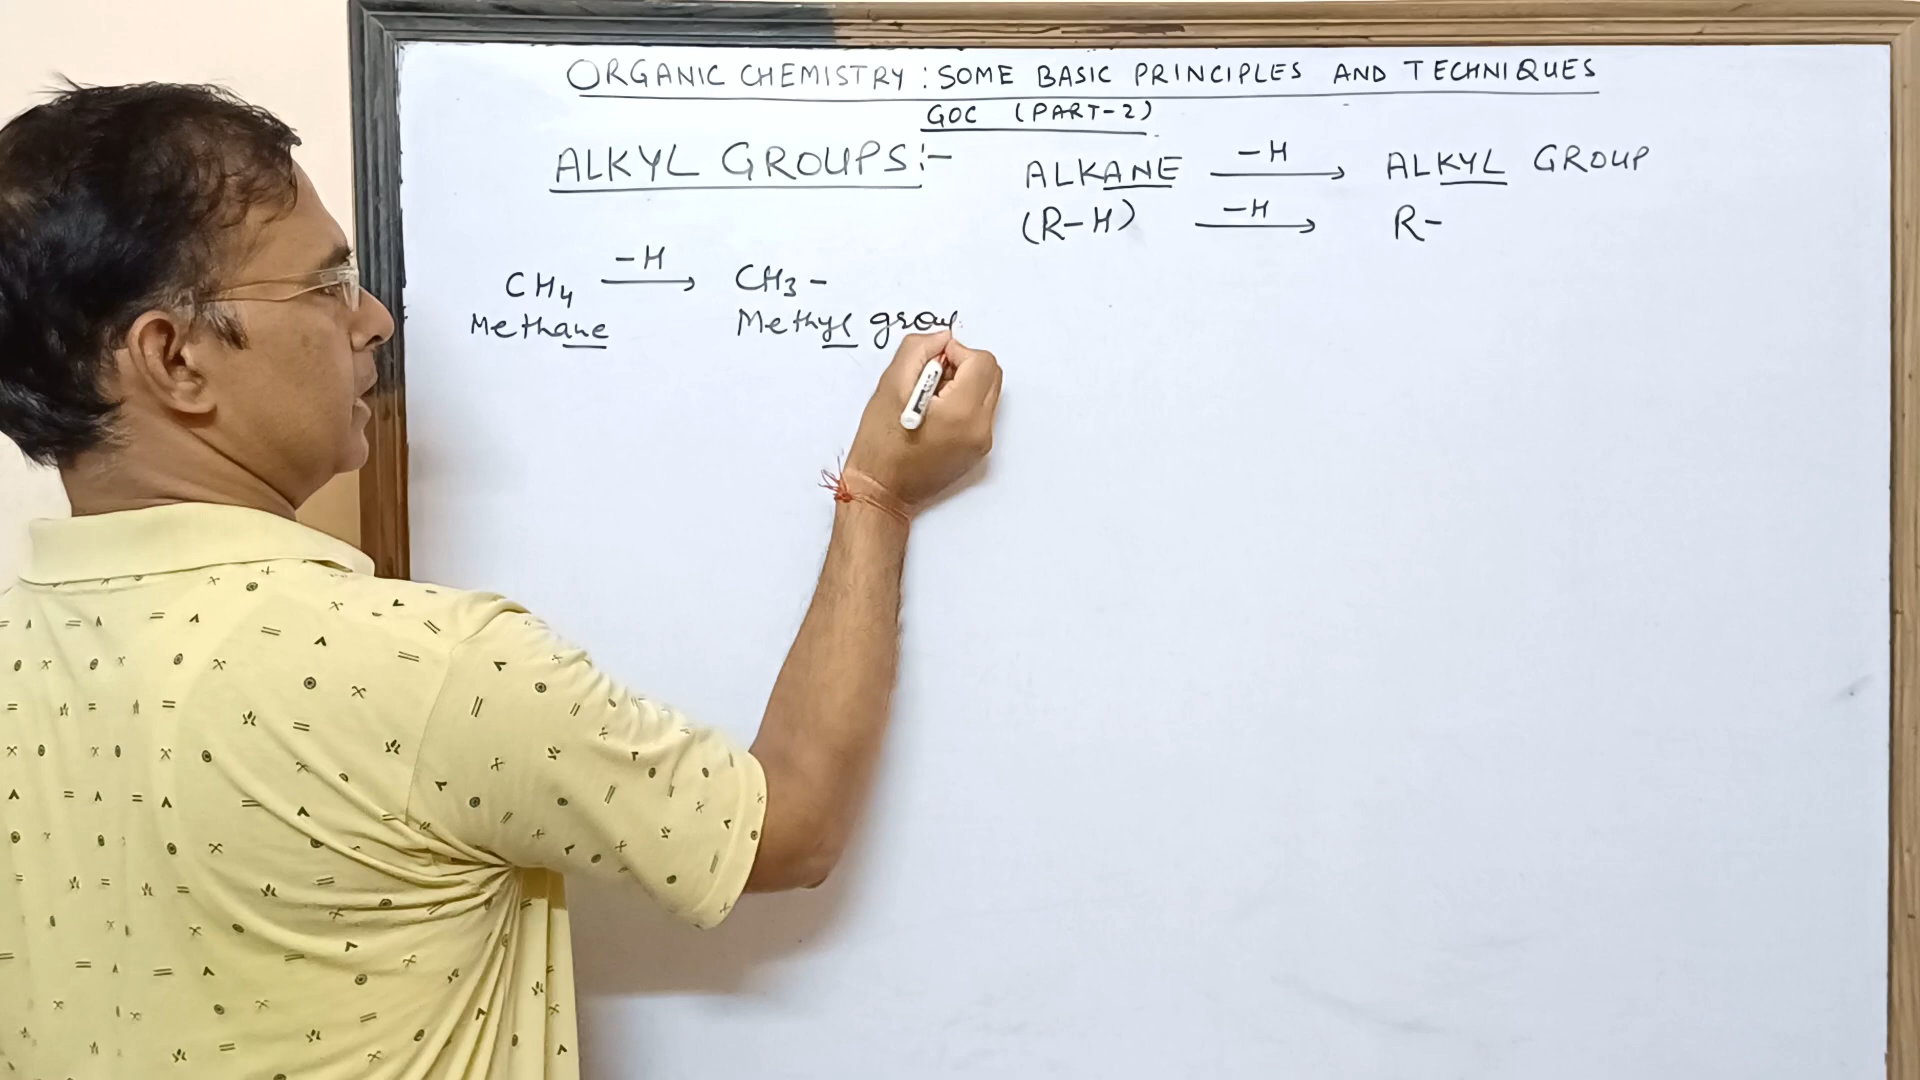 ORGANIC CHEMISTRY : SOME BASIC PRINCIPLES AND TECHNIQUES
GOC (PART-2)
ALKYL GROUPS:-
ALKANE —H→ ALKYL GROUP
(R-H) —H→ R-
CH4 —H→ CH3 -
Methane Methyl group